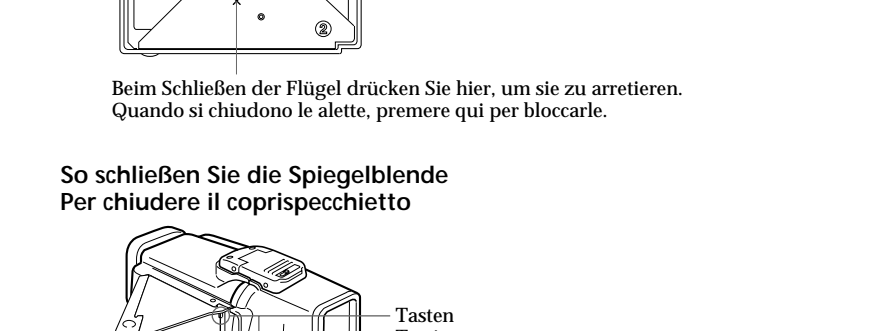 ②
Beim Schließen der Flügel drücken Sie hier, um sie zu arretieren.
Quando si chiudono le alette, premere qui per bloccarle.
So schließen Sie die Spiegelblende
Per chiudere il coprispecchietto
Tasten